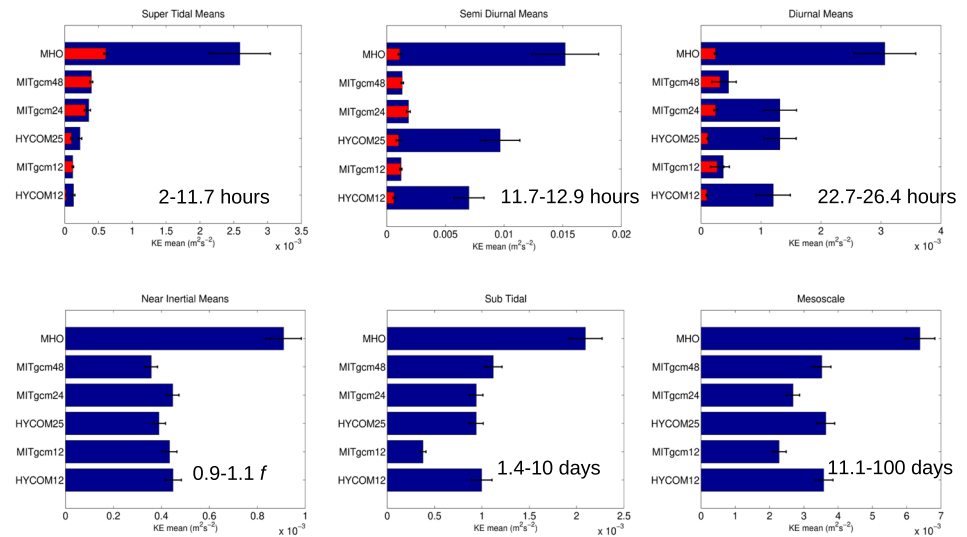 Super Tidal Means
MHO
MITgcm48
MITgcm24
HYCOM25
MITgcm12
HYCOM12
2-11.7 hours
0 0.5 1 1.5 2 2.5 3 3.5
KE mean (m²s⁻²)
x 10⁻³
Semi Diurnal Means
MHO
MITgcm48
MITgcm24
HYCOM25
MITgcm12
HYCOM12
11.7-12.9 hours
0 0.005 0.01 0.015 0.02
KE mean (m²s⁻²)
Diurnal Means
MHO
MITgcm48
MITgcm24
HYCOM25
MITgcm12
HYCOM12
22.7-26.4 hours
0 1 2 3 4
KE mean (m²s⁻²)
x 10⁻³
Near Inertial Means
MHO
MITgcm48
MITgcm24
HYCOM25
MITgcm12
HYCOM12
0.9-1.1 f
0 0.2 0.4 0.6 0.8 1
KE mean (m²s⁻²)
x 10⁻³
Sub Tidal
MHO
MITgcm48
MITgcm24
HYCOM25
MITgcm12
HYCOM12
1.4-10 days
0 0.5 1 1.5 2 2.5
KE mean (m²s⁻²)
x 10⁻³
Mesoscale
MHO
MITgcm48
MITgcm24
HYCOM25
MITgcm12
HYCOM12
11.1-100 days
0 1 2 3 4 5 6 7
KE mean (m²s⁻²)
x 10⁻³